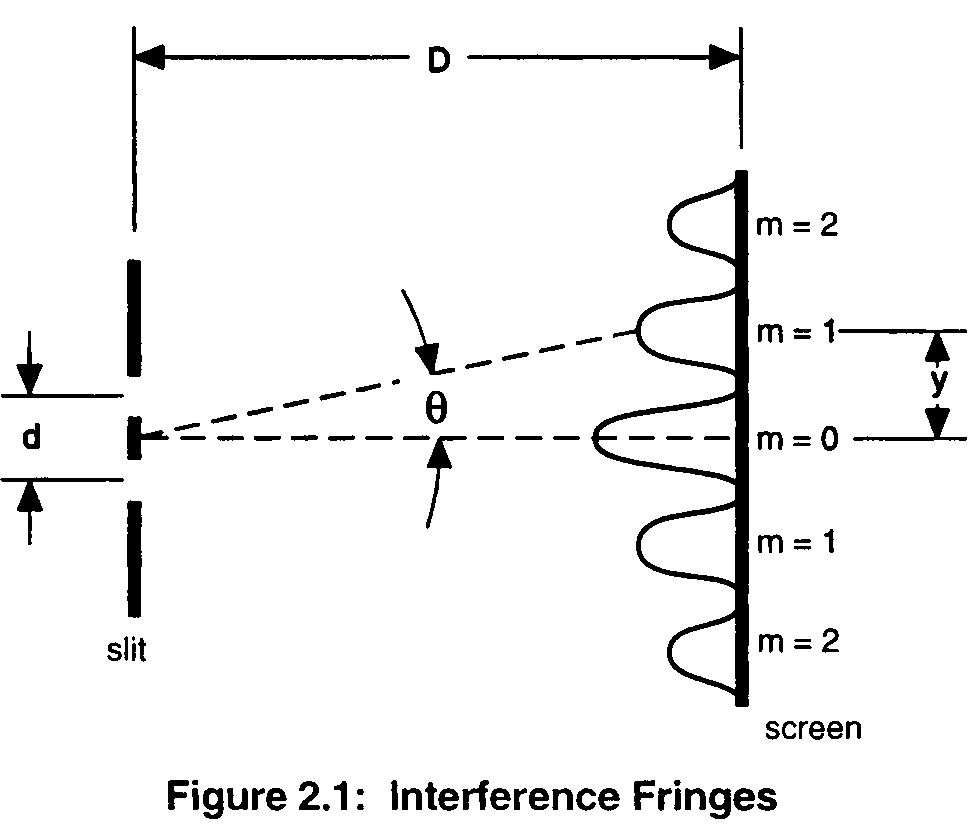 D
m = 2
m = 1
y
θ
d
m = 0
m = 1
slit
m = 2
screen
Figure 2.1: Interference Fringes